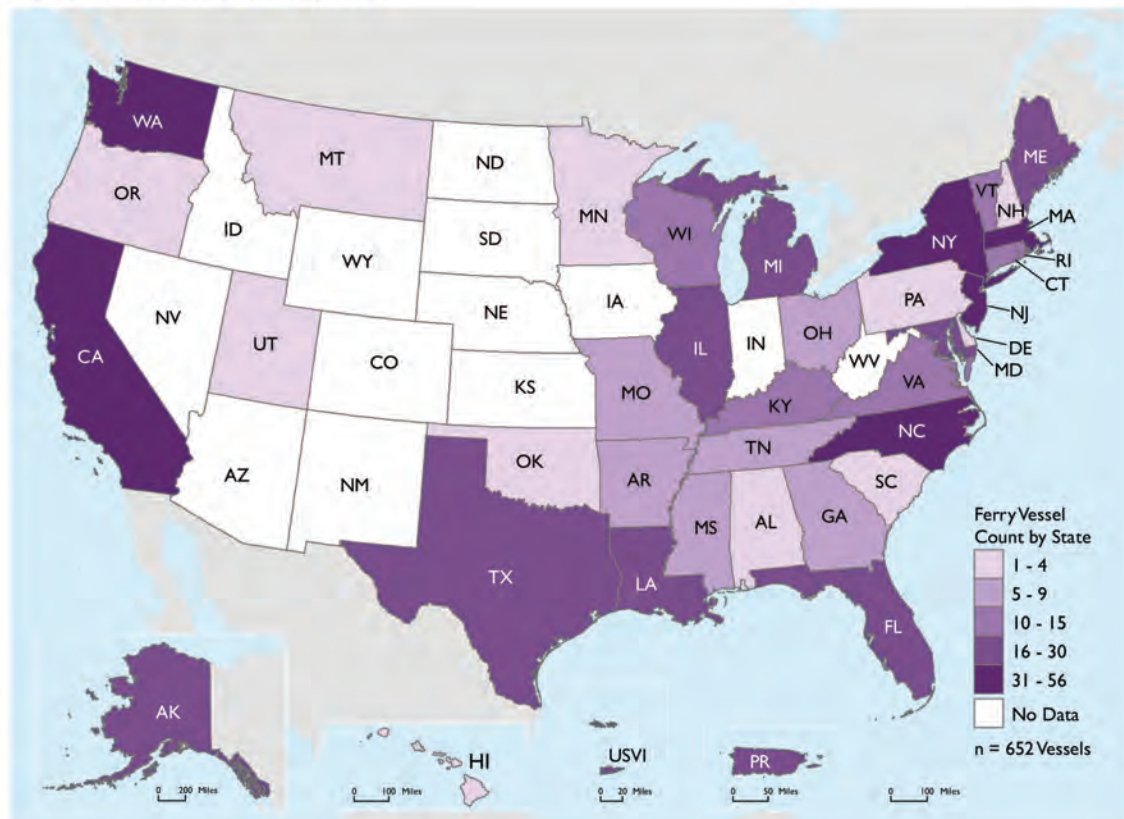 WA
MT
ND
ME
OR
MN
VT
NH
MA
ID
SD
WI
NY
WY
MI
RI
CT
IA
PA
NE
NV
NJ
OH
IL
IN
UT
DE
CA
CO
WV
MD
KS
MO
VA
KY
NC
TN
OK
AZ
NM
AR
SC
MS
AL
GA
TX
LA
FL
Ferry Vessel
Count by State
1 - 4
5 - 9
10 - 15
16 - 30
31 - 56
No Data
n = 652 Vessels
AK
HI
USVI
PR
0 200 Miles
0 100 Miles
0 20 Miles
0 50 Miles
0 100 Miles